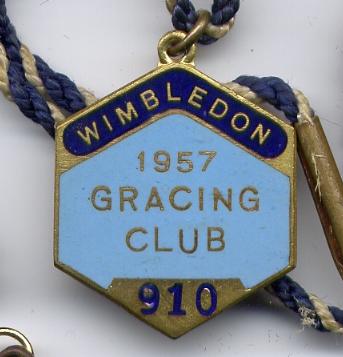 WIMBLEDON
1957
GRACING
CLUB
910